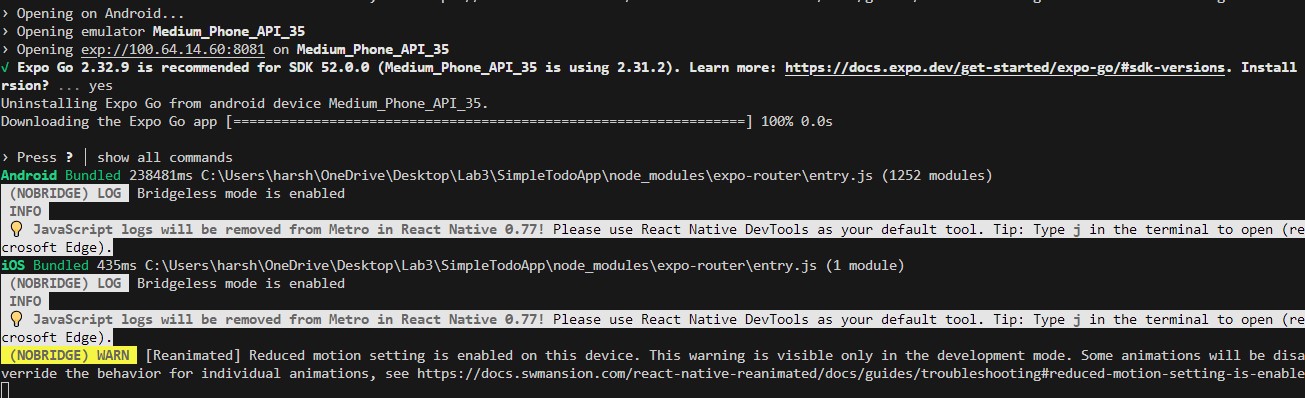 › Opening on Android...
› Opening emulator Medium_Phone_API_35
› Opening exp://100.64.14.60:8081 on Medium_Phone_API_35
√ Expo Go 2.32.9 is recommended for SDK 52.0.0 (Medium_Phone_API_35 is using 2.31.2). Learn more: https://docs.expo.dev/get-started/expo-go/#sdk-versions. Install
rsion? ... yes
Uninstalling Expo Go from android device Medium_Phone_API_35.
Downloading the Expo Go app [================================================================] 100% 0.0s
› Press ? │ show all commands
Android Bundled 238481ms C:\Users\harsh\OneDrive\Desktop\Lab3\SimpleTodoApp\node_modules\expo-router\entry.js (1252 modules)
(NOBRIDGE) LOG Bridgeless mode is enabled
INFO
💡 JavaScript logs will be removed from Metro in React Native 0.77! Please use React Native DevTools as your default tool. Tip: Type j in the terminal to open (re
crosoft Edge).
iOS Bundled 435ms C:\Users\harsh\OneDrive\Desktop\Lab3\SimpleTodoApp\node_modules\expo-router\entry.js (1 module)
(NOBRIDGE) LOG Bridgeless mode is enabled
INFO
💡 JavaScript logs will be removed from Metro in React Native 0.77! Please use React Native DevTools as your default tool. Tip: Type j in the terminal to open (re
crosoft Edge).
(NOBRIDGE) WARN [Reanimated] Reduced motion setting is enabled on this device. This warning is visible only in the development mode. Some animations will be disa
verride the behavior for individual animations, see https://docs.swmansion.com/react-native-reanimated/docs/guides/troubleshooting#reduced-motion-setting-is-enable